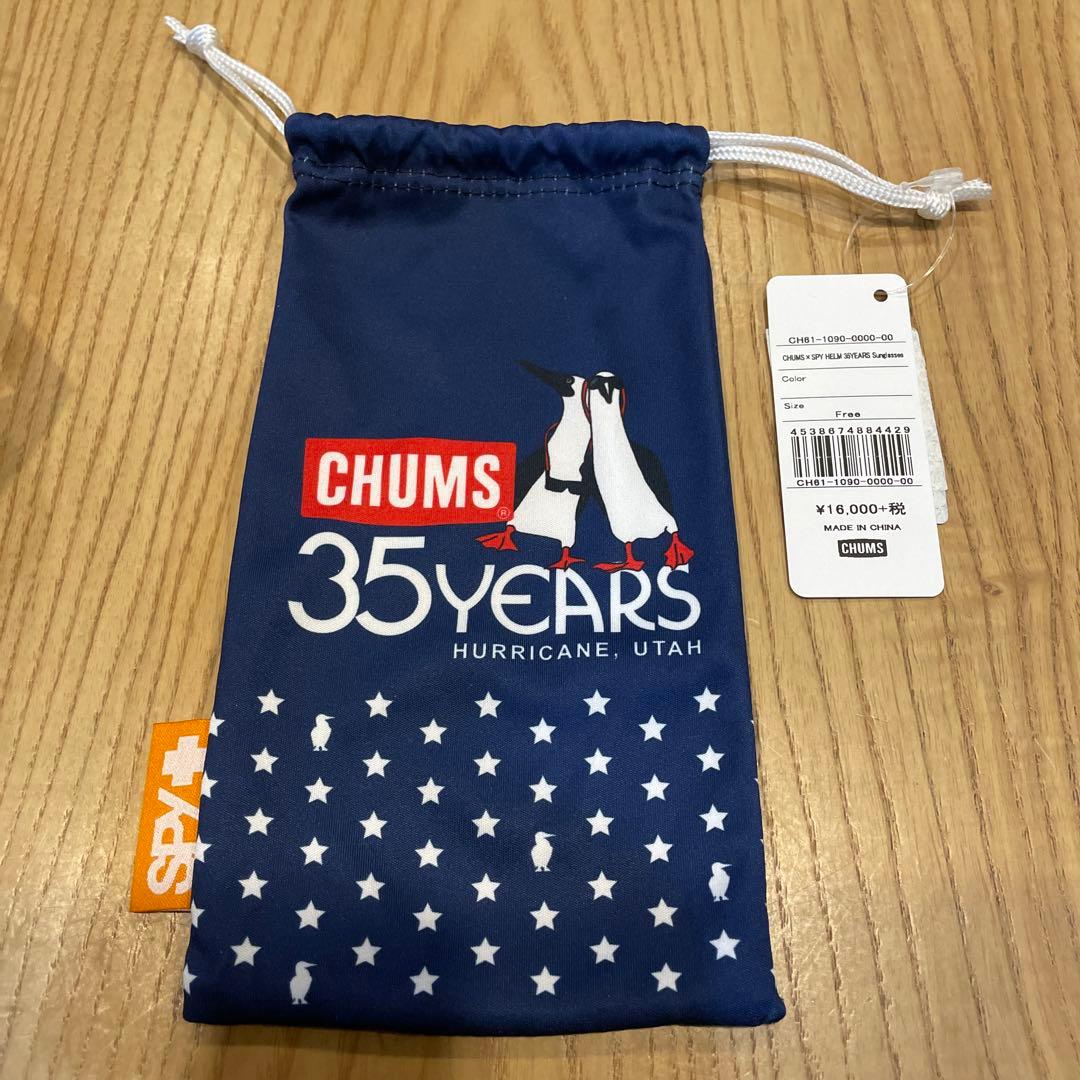 CHUMS®
35YEARS
HURRICANE, UTAH
SPY+
CH61-1090-0000-00
CHUMS×SPY HELM 35YEARS Sunglasses
Color
Size
Free
4538674884429
CH61-1090-0000-00
¥16,000+税
MADE IN CHINA
CHUMS